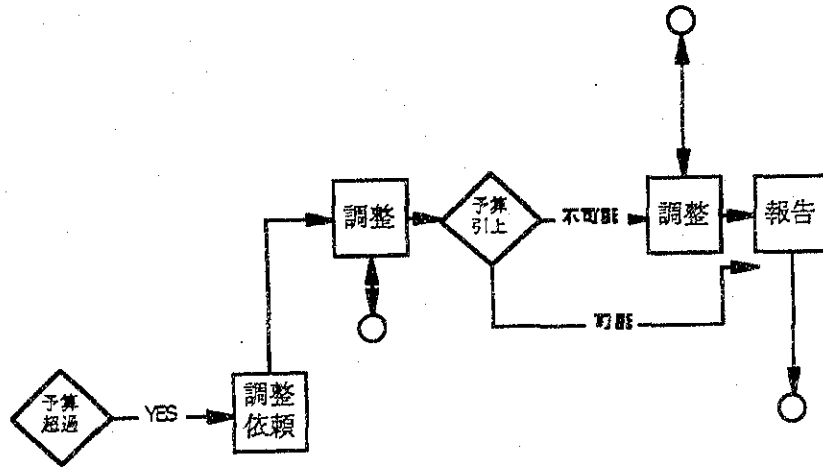 調整
予算
引上
不可能
調整
報告
可能
予算
超過
YES
調整
依頼